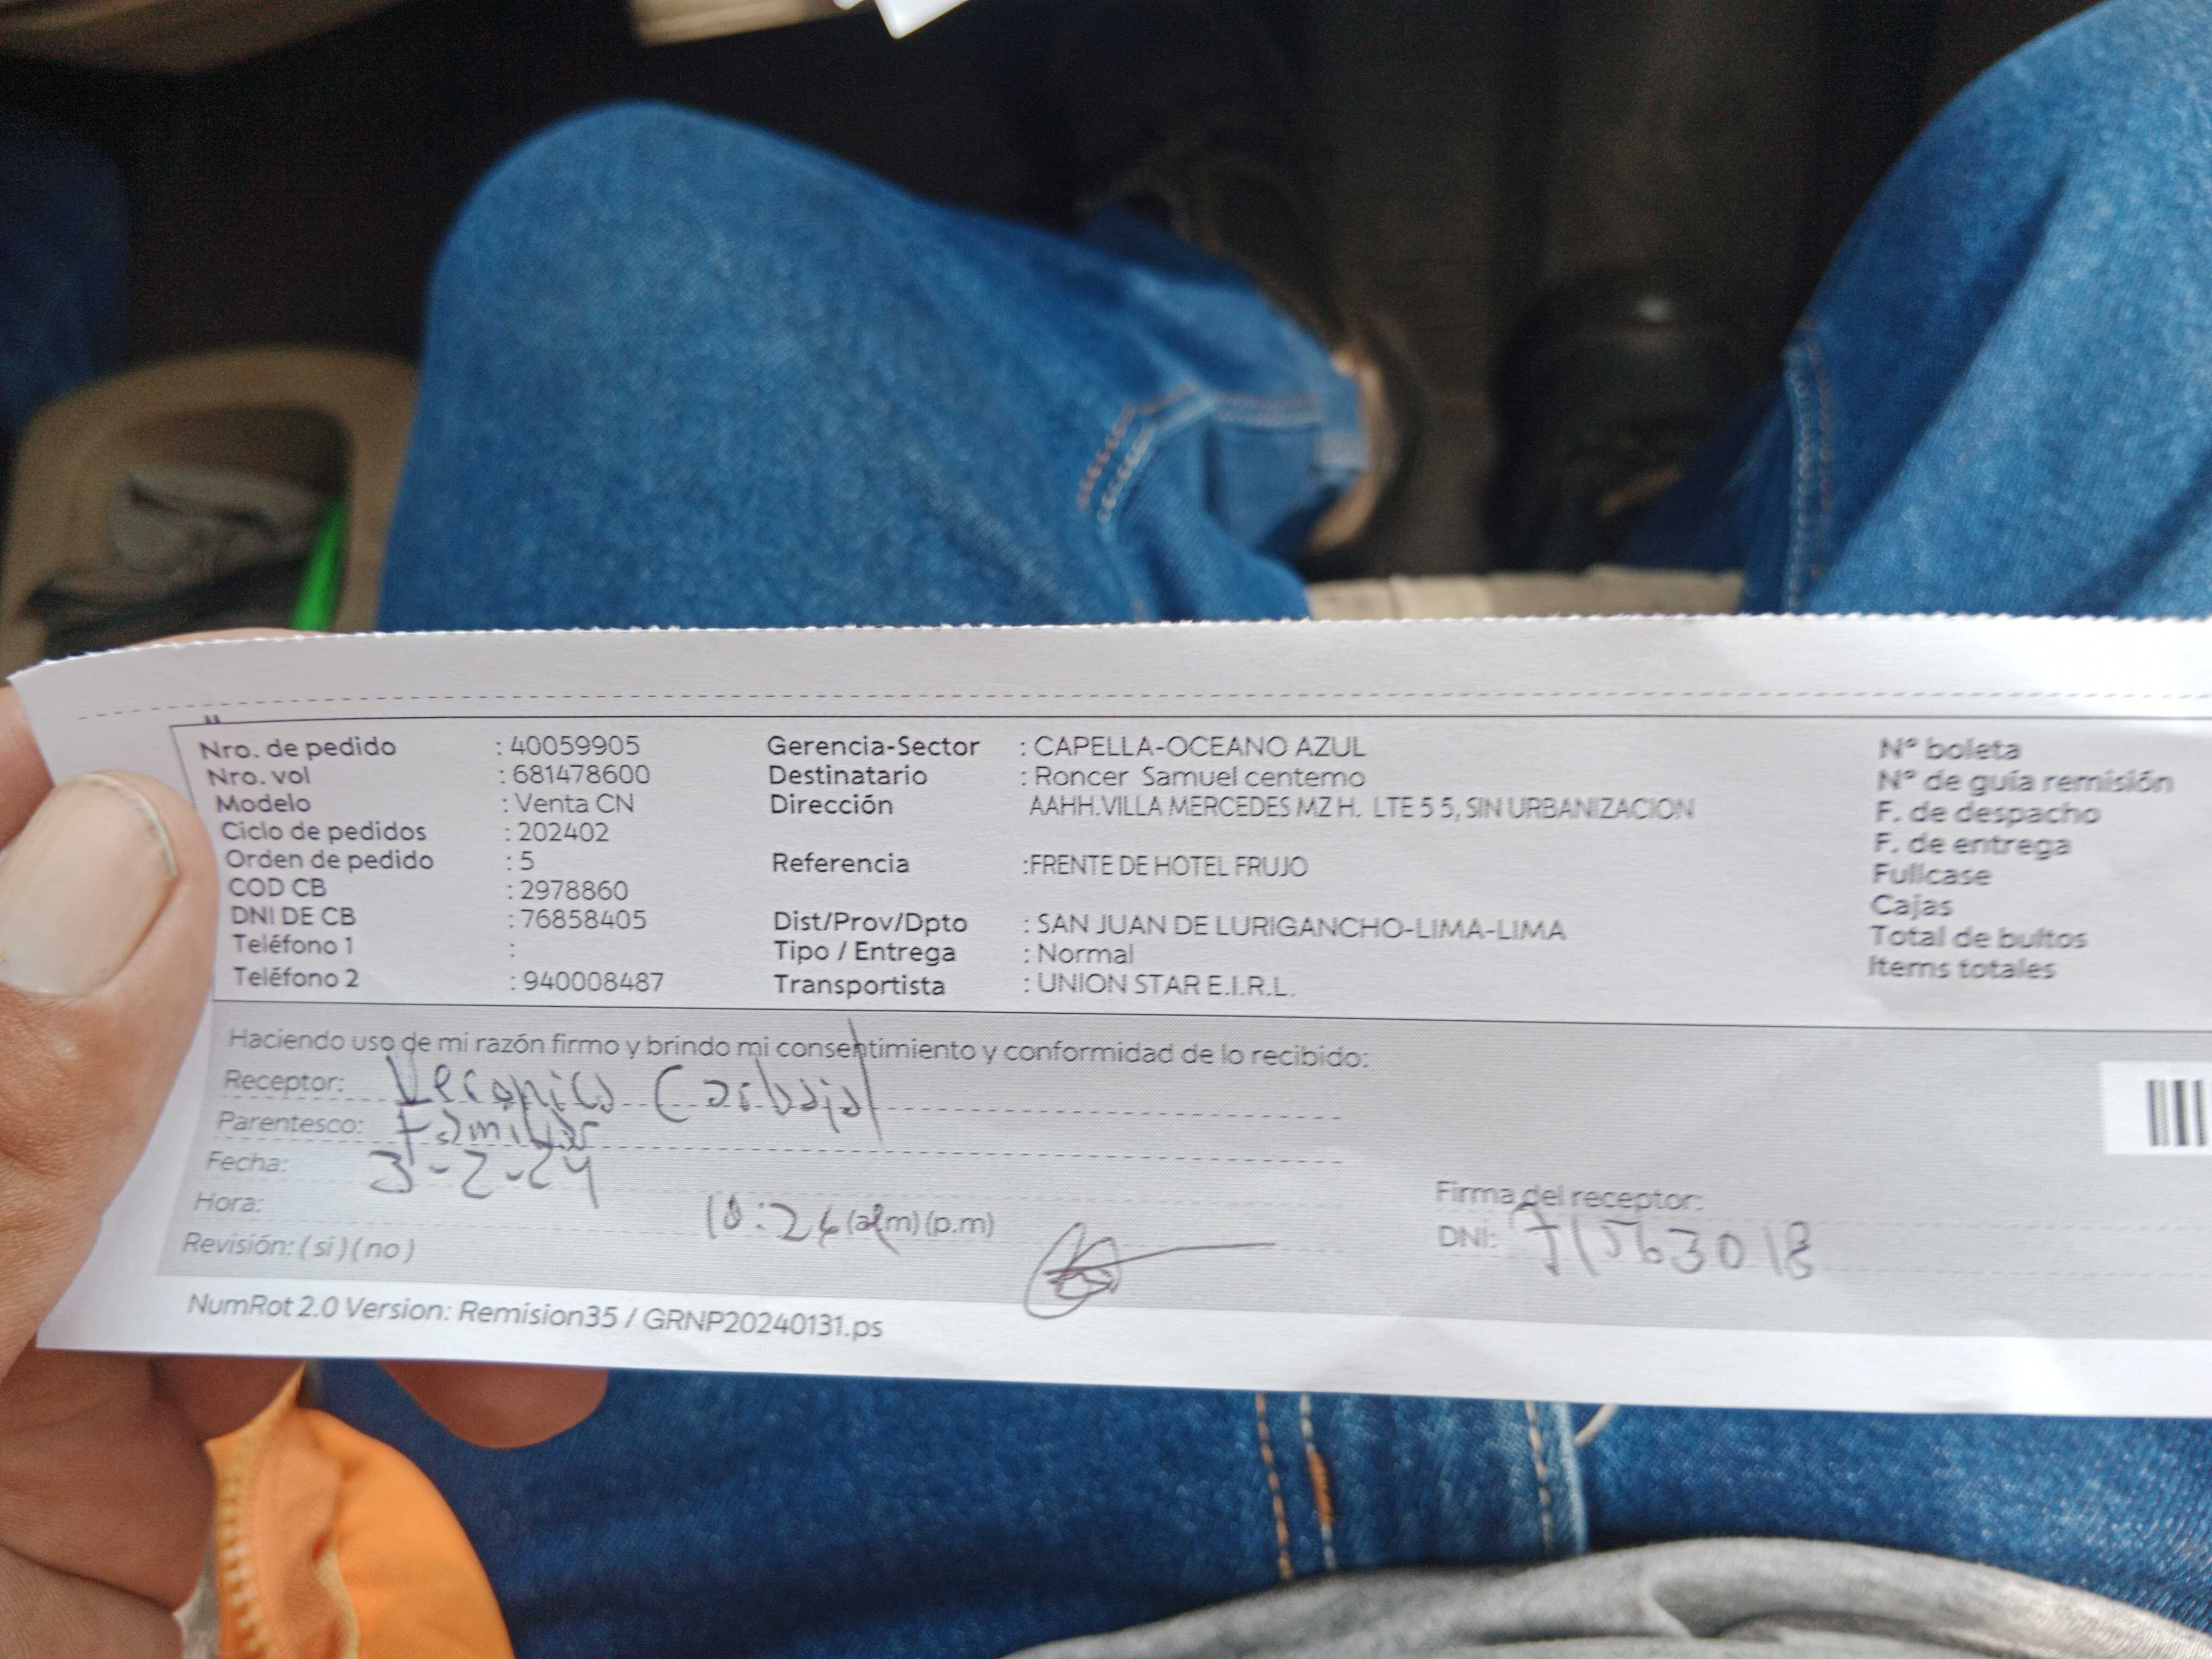 Nro. de pedido : 40059905 Gerencia-Sector : CAPELLA-OCEANO AZUL N° boleta
Nro. vol : 681478600 Destinatario : Roncer Samuel centemo N° de guía remisión
Modelo : Venta CN Dirección AAHH.VILLA MERCEDES MZ H. LTE 5 5, SIN URBANIZACION F. de despacho
Ciclo de pedidos : 202402 F. de entrega
Orden de pedido : 5 Referencia :FRENTE DE HOTEL FRUJO Fullcase
COD CB : 2978860 Cajas
DNI DE CB : 76858405 Dist/Prov/Dpto : SAN JUAN DE LURIGANCHO-LIMA-LIMA Total de bultos
Teléfono 1 : Tipo / Entrega : Normal Items totales
Teléfono 2 : 940008487 Transportista : UNION STAR E.I.R.L.
Haciendo uso de mi razón firmo y brindo mi consentimiento y conformidad de lo recibido:
Receptor: Veronica Carbajal
Parentesco: Familiar
Fecha: 3-2-24
Hora: 10:26 (a.m) (p.m) Firma del receptor:
Revisión: ( si ) ( no ) DNI: 71563018
NumRot 2.0 Version: Remision35 / GRNP20240131.ps